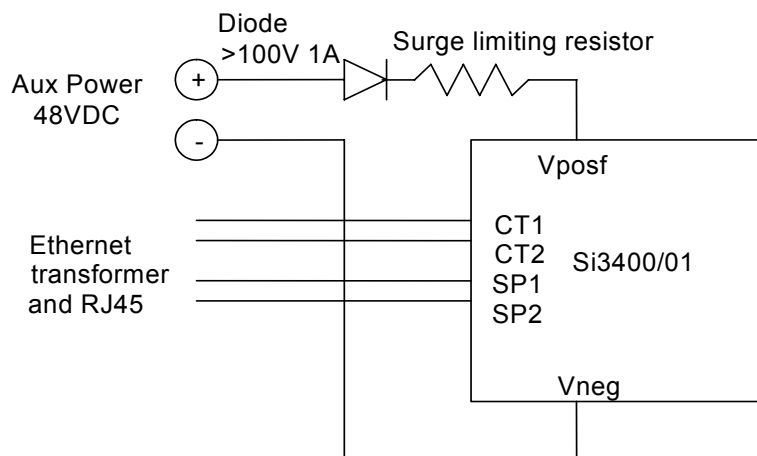 Diode
>100V 1A
Surge limiting resistor
Aux Power
48VDC
+
-
Vposf
Ethernet
transformer
and RJ45
CT1
CT2
SP1
SP2
Si3400/01
Vneg